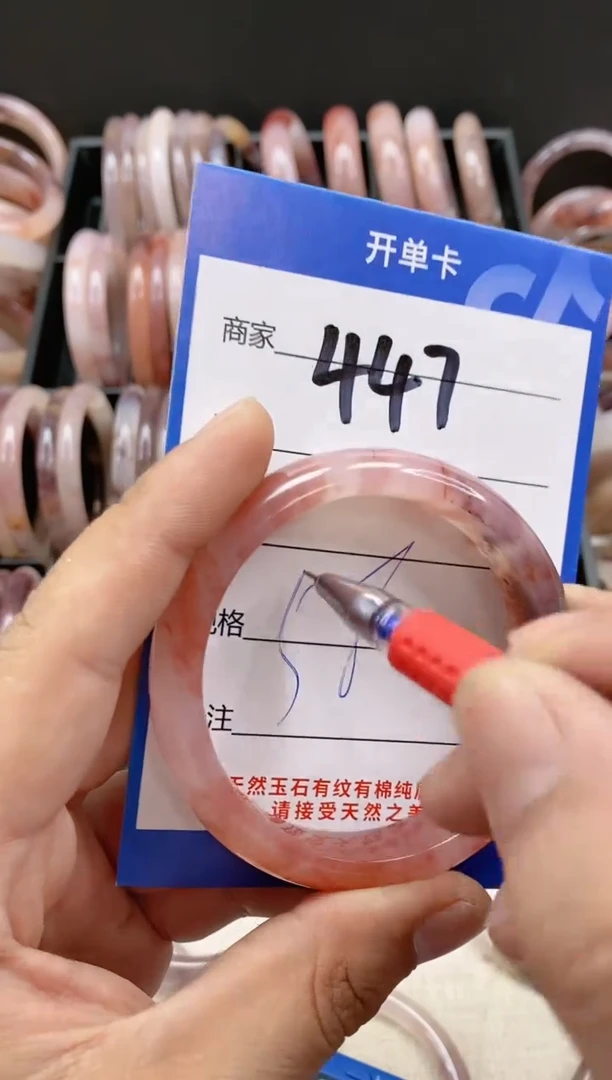 开单卡
商家 447
格
注
天然玉石有纹有棉纯
请接受天然之美